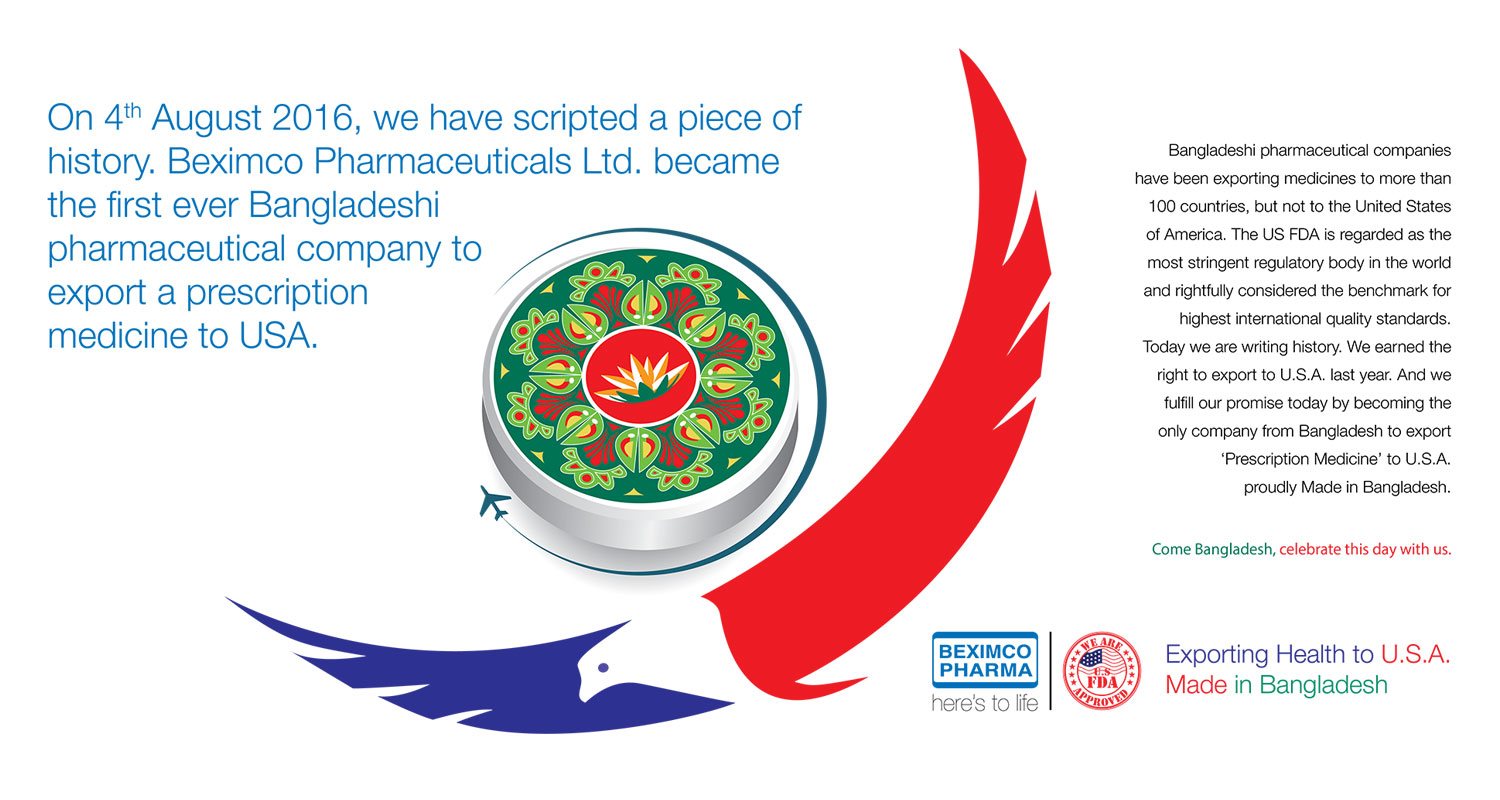 On 4th August 2016, we have scripted a piece of
history. Beximco Pharmaceuticals Ltd. became
the first ever Bangladeshi
pharmaceutical company to
export a prescription
medicine to USA.
Bangladeshi pharmaceutical companies
have been exporting medicines to more than
100 countries, but not to the United States
of America. The US FDA is regarded as the
most stringent regulatory body in the world
and rightfully considered the benchmark for
highest international quality standards.
Today we are writing history. We earned the
right to export to U.S.A. last year. And we
fulfill our promise today by becoming the
only company from Bangladesh to export
‘Prescription Medicine’ to U.S.A.
proudly Made in Bangladesh.
Come Bangladesh, celebrate this day with us.
BEXIMCO
PHARMA
here's to life
WE ARE
U.S
FDA
APPROVED
Exporting Health to U.S.A.
Made in Bangladesh